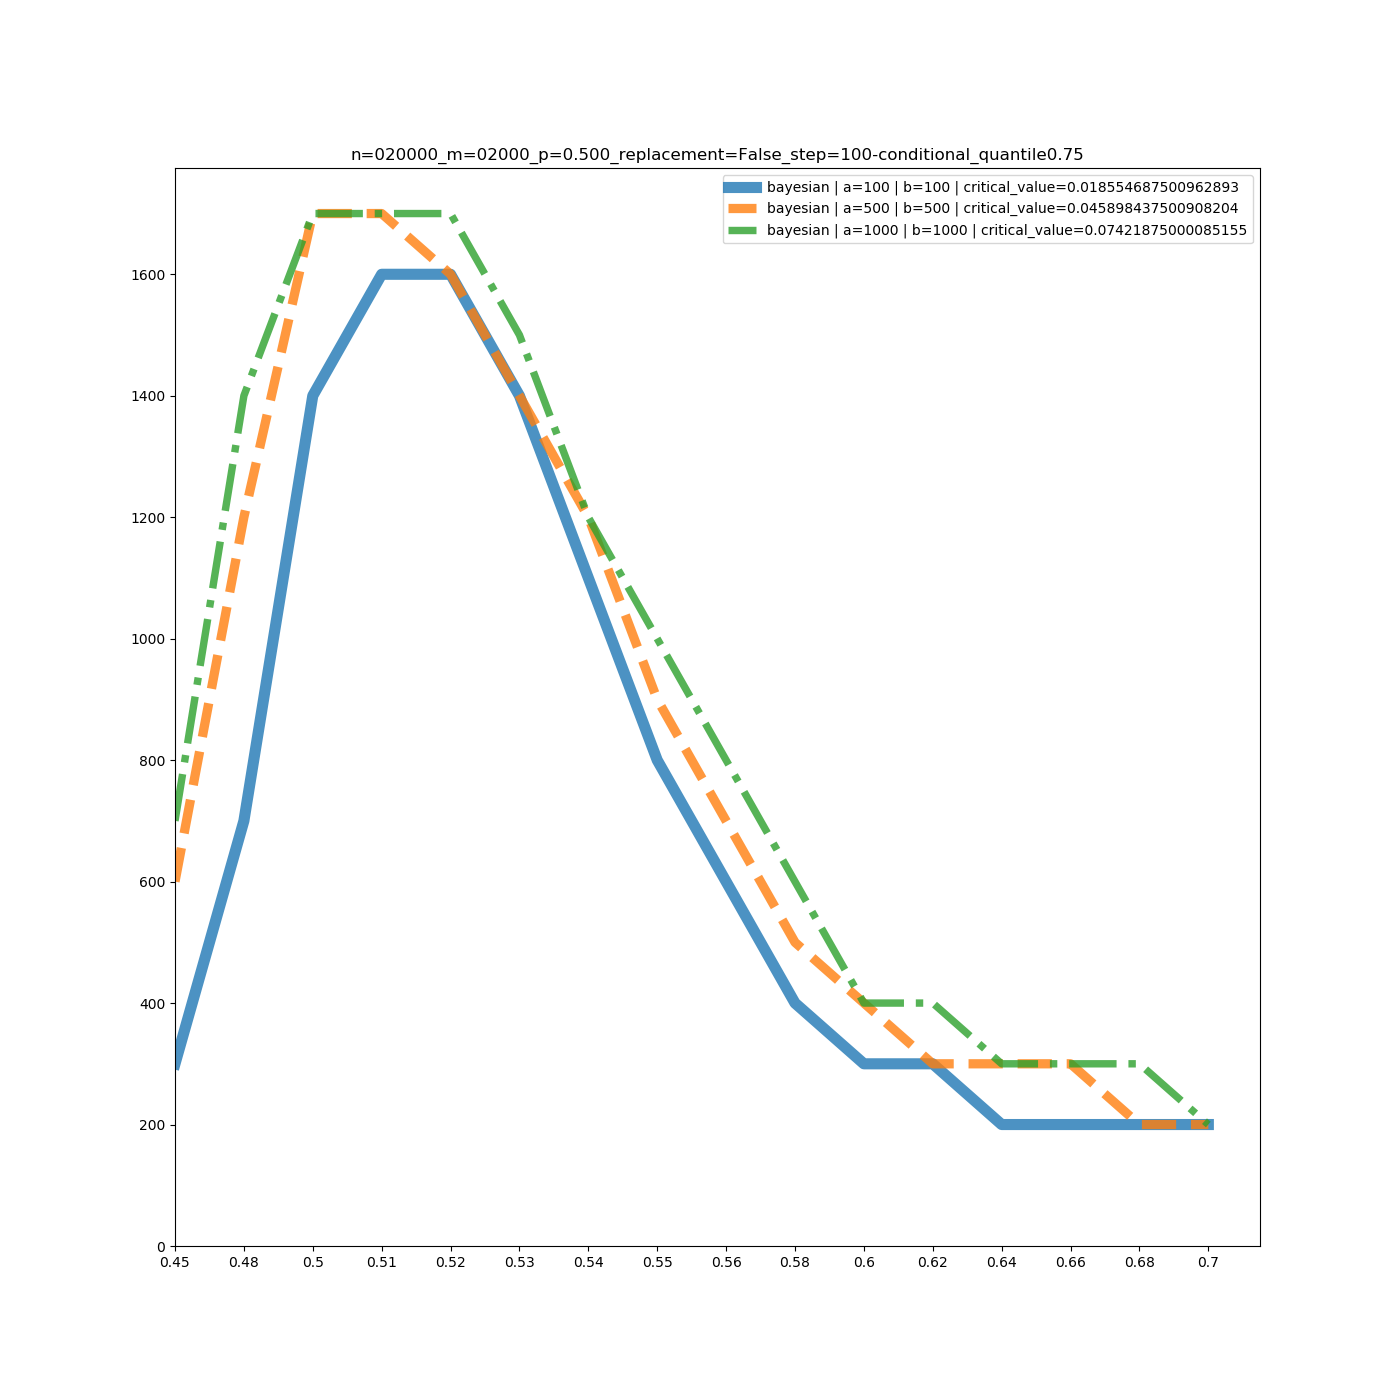 n=020000_m=02000_p=0.500_replacement=False_step=100-conditional_quantile0.75
bayesian | a=100 | b=100 | critical_value=0.018554687500962893
bayesian | a=500 | b=500 | critical_value=0.045898437500908204
bayesian | a=1000 | b=1000 | critical_value=0.07421875000085155
1600
1400
1200
1000
800
600
400
200
0
0.45 0.48 0.5 0.51 0.52 0.53 0.54 0.55 0.56 0.58 0.6 0.62 0.64 0.66 0.68 0.7